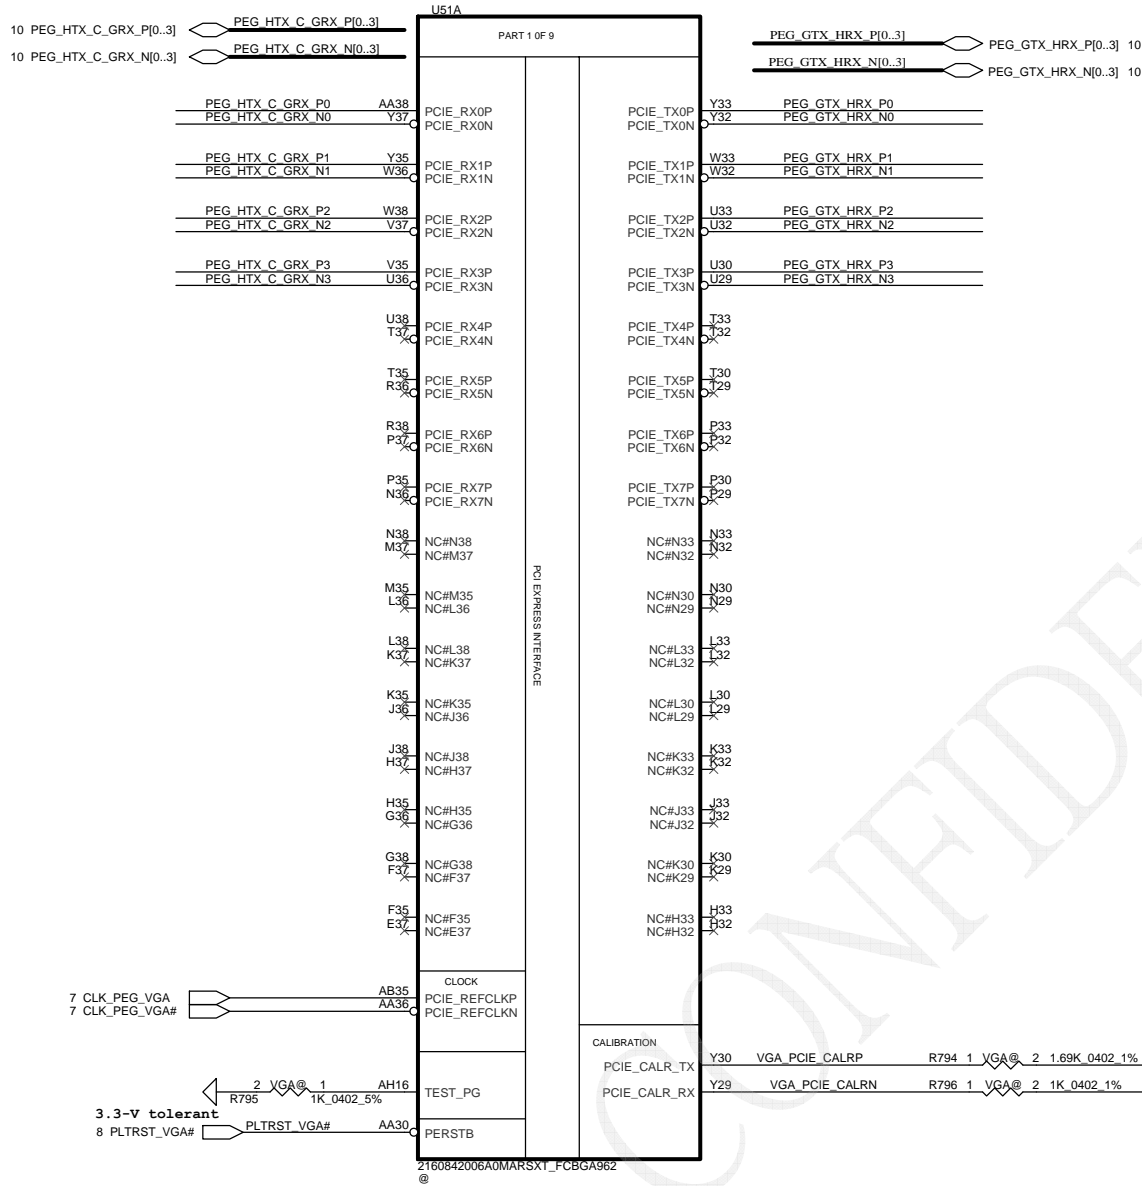 U51A
PART 1 0F 9
10 PEG_HTX_C_GRX_P[0..3] PEG_HTX_C_GRX_P[0..3]
10 PEG_HTX_C_GRX_N[0..3] PEG_HTX_C_GRX_N[0..3]
PEG_GTX_HRX_P[0..3] PEG_GTX_HRX_P[0..3] 10
PEG_GTX_HRX_N[0..3] PEG_GTX_HRX_N[0..3] 10
PEG_HTX_C_GRX_P0 AA38 PCIE_RX0P PCIE_TX0P Y33 PEG_GTX_HRX_P0
PEG_HTX_C_GRX_N0 Y37 PCIE_RX0N PCIE_TX0N Y32 PEG_GTX_HRX_N0
PEG_HTX_C_GRX_P1 Y35 PCIE_RX1P PCIE_TX1P W33 PEG_GTX_HRX_P1
PEG_HTX_C_GRX_N1 W36 PCIE_RX1N PCIE_TX1N W32 PEG_GTX_HRX_N1
PEG_HTX_C_GRX_P2 W38 PCIE_RX2P PCIE_TX2P U33 PEG_GTX_HRX_P2
PEG_HTX_C_GRX_N2 V37 PCIE_RX2N PCIE_TX2N U32 PEG_GTX_HRX_N2
PEG_HTX_C_GRX_P3 V35 PCIE_RX3P PCIE_TX3P U30 PEG_GTX_HRX_P3
PEG_HTX_C_GRX_N3 U36 PCIE_RX3N PCIE_TX3N U29 PEG_GTX_HRX_N3
U38 PCIE_RX4P PCIE_TX4P T33
T37 PCIE_RX4N PCIE_TX4N T32
T35 PCIE_RX5P PCIE_TX5P T30
R36 PCIE_RX5N PCIE_TX5N T29
R38 PCIE_RX6P PCIE_TX6P P33
P37 PCIE_RX6N PCIE_TX6N P32
P35 PCIE_RX7P PCIE_TX7P P30
N36 PCIE_RX7N PCIE_TX7N P29
N38 NC#N38 NC#N33 N33
M37 NC#M37 NC#N32 N32
PCI EXPRESS INTERFACE
M35 NC#M35 NC#N30 N30
L36 NC#L36 NC#N29 N29
L38 NC#L38 NC#L33 L33
K37 NC#K37 NC#L32 L32
K35 NC#K35 NC#L30 L30
J36 NC#J36 NC#L29 L29
J38 NC#J38 NC#K33 K33
H37 NC#H37 NC#K32 K32
H35 NC#H35 NC#J33 J33
G36 NC#G36 NC#J32 J32
G38 NC#G38 NC#K30 K30
F37 NC#F37 NC#K29 K29
F35 NC#F35 NC#H33 H33
E37 NC#E37 NC#H32 H32
CLOCK
7 CLK_PEG_VGA AB35 PCIE_REFCLKP
7 CLK_PEG_VGA# AA36 PCIE_REFCLKN
CALIBRATION
PCIE_CALR_TX Y30 VGA_PCIE_CALRP R794 1 VGA@ 2 1.69K_0402_1%
PCIE_CALR_RX Y29 VGA_PCIE_CALRN R796 1 VGA@ 2 1K_0402_1%
2 VGA@ 1 AH16 TEST_PG
R795 1K_0402_5%
3.3-V tolerant
8 PLTRST_VGA# PLTRST_VGA# AA30 PERSTB
2160842006A0MARSXT_FCBGA962
@